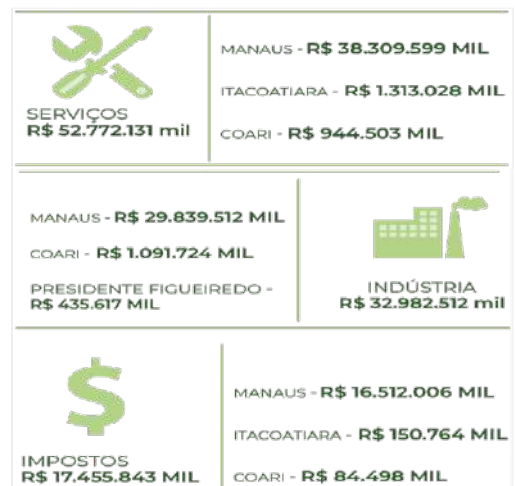 SERVIÇOS
R$ 52.772.131 mil
MANAUS - R$ 38.309.599 MIL
ITACOATIARA - R$ 1.313.028 MIL
COARI - R$ 944.503 MIL
MANAUS - R$ 29.839.512 MIL
COARI - R$ 1.091.724 MIL
PRESIDENTE FIGUEIREDO -
R$ 435.617 MIL
INDÚSTRIA
R$ 32.982.512 mil
$
IMPOSTOS
R$ 17.455.843 MIL
MANAUS - R$ 16.512.006 MIL
ITACOATIARA - R$ 150.764 MIL
COARI - R$ 84.498 MIL